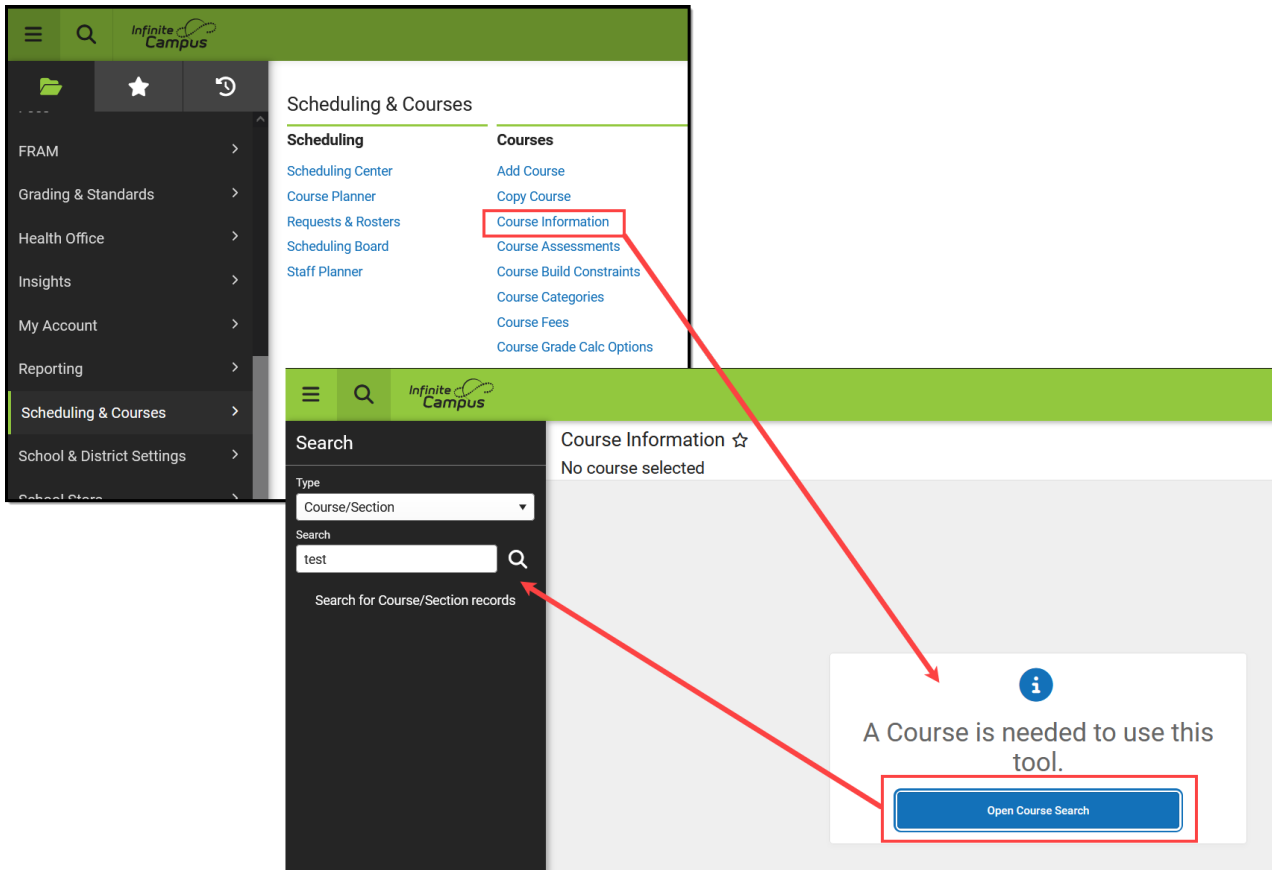 Infinite
Campus
FRAM
Grading & Standards
Health Office
Insights
My Account
Reporting
Scheduling & Courses
School & District Settings
School Store
Scheduling & Courses
Scheduling
Scheduling Center
Course Planner
Requests & Rosters
Scheduling Board
Staff Planner
Courses
Add Course
Copy Course
Course Information
Course Assessments
Course Build Constraints
Course Categories
Course Fees
Course Grade Calc Options
Infinite
Campus
Search
Type
Course/Section
Search
test
Search for Course/Section records
Course Information
No course selected
A Course is needed to use this
tool.
Open Course Search